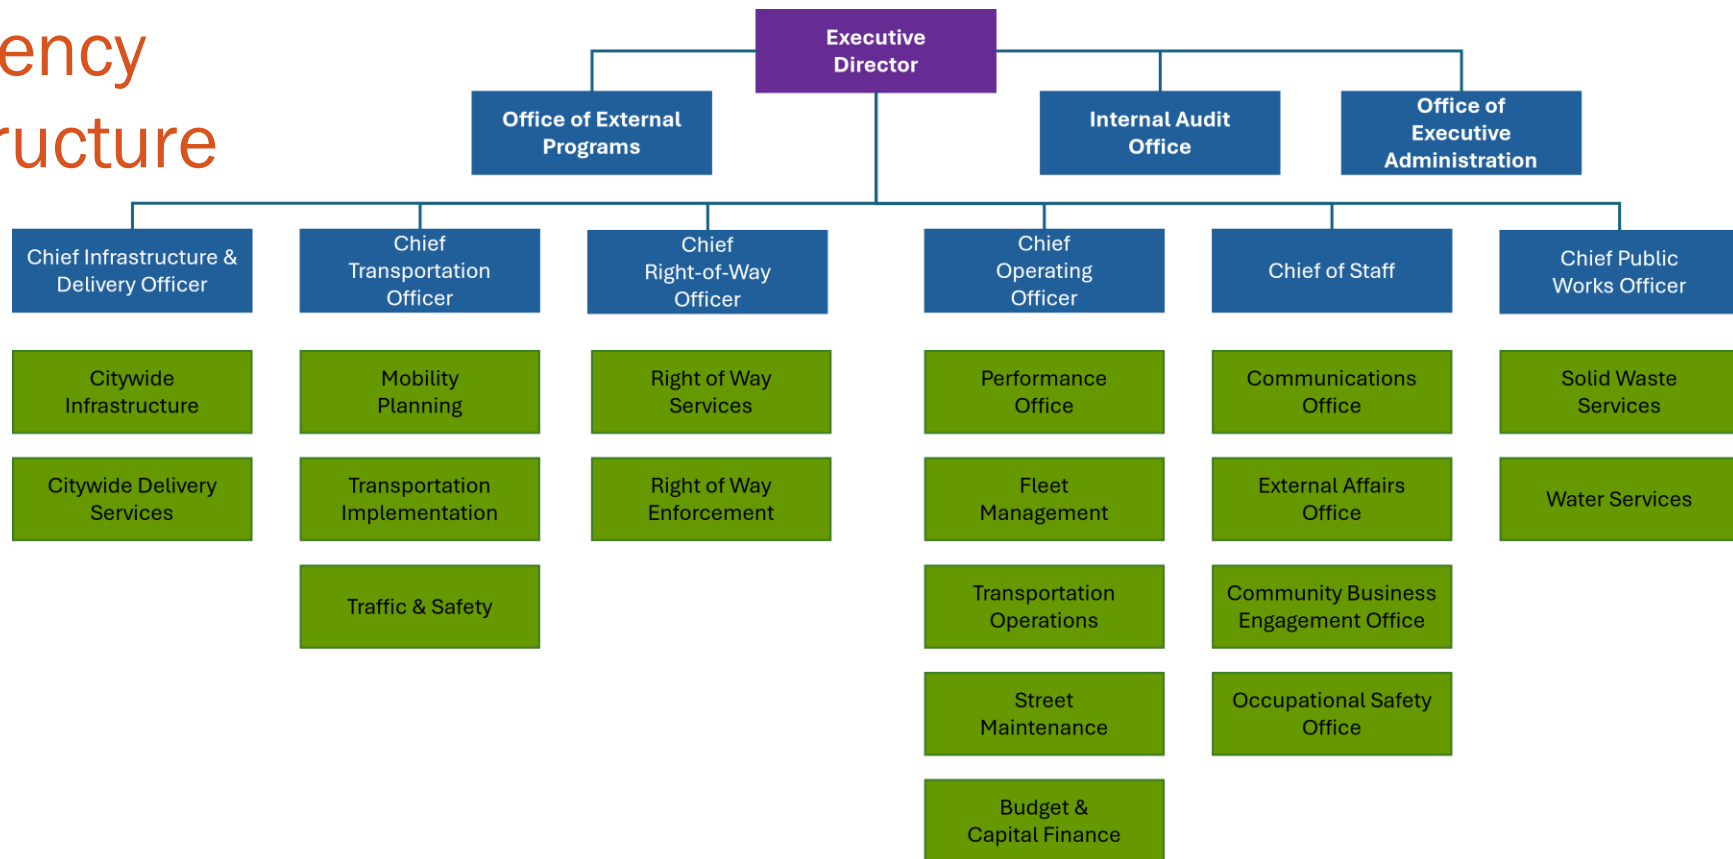 ency
ructure
Executive
Director
Office of External
Programs
Internal Audit
Office
Office of
Executive
Administration
Chief Infrastructure &
Delivery Officer
Chief
Transportation
Officer
Chief
Right-of-Way
Officer
Chief
Operating
Officer
Chief of Staff
Chief Public
Works Officer
Citywide
Infrastructure
Mobility
Planning
Right of Way
Services
Performance
Office
Communications
Office
Solid Waste
Services
Citywide Delivery
Services
Transportation
Implementation
Right of Way
Enforcement
Fleet
Management
External Affairs
Office
Water Services
Traffic & Safety
Transportation
Operations
Community Business
Engagement Office
Street
Maintenance
Occupational Safety
Office
Budget &
Capital Finance